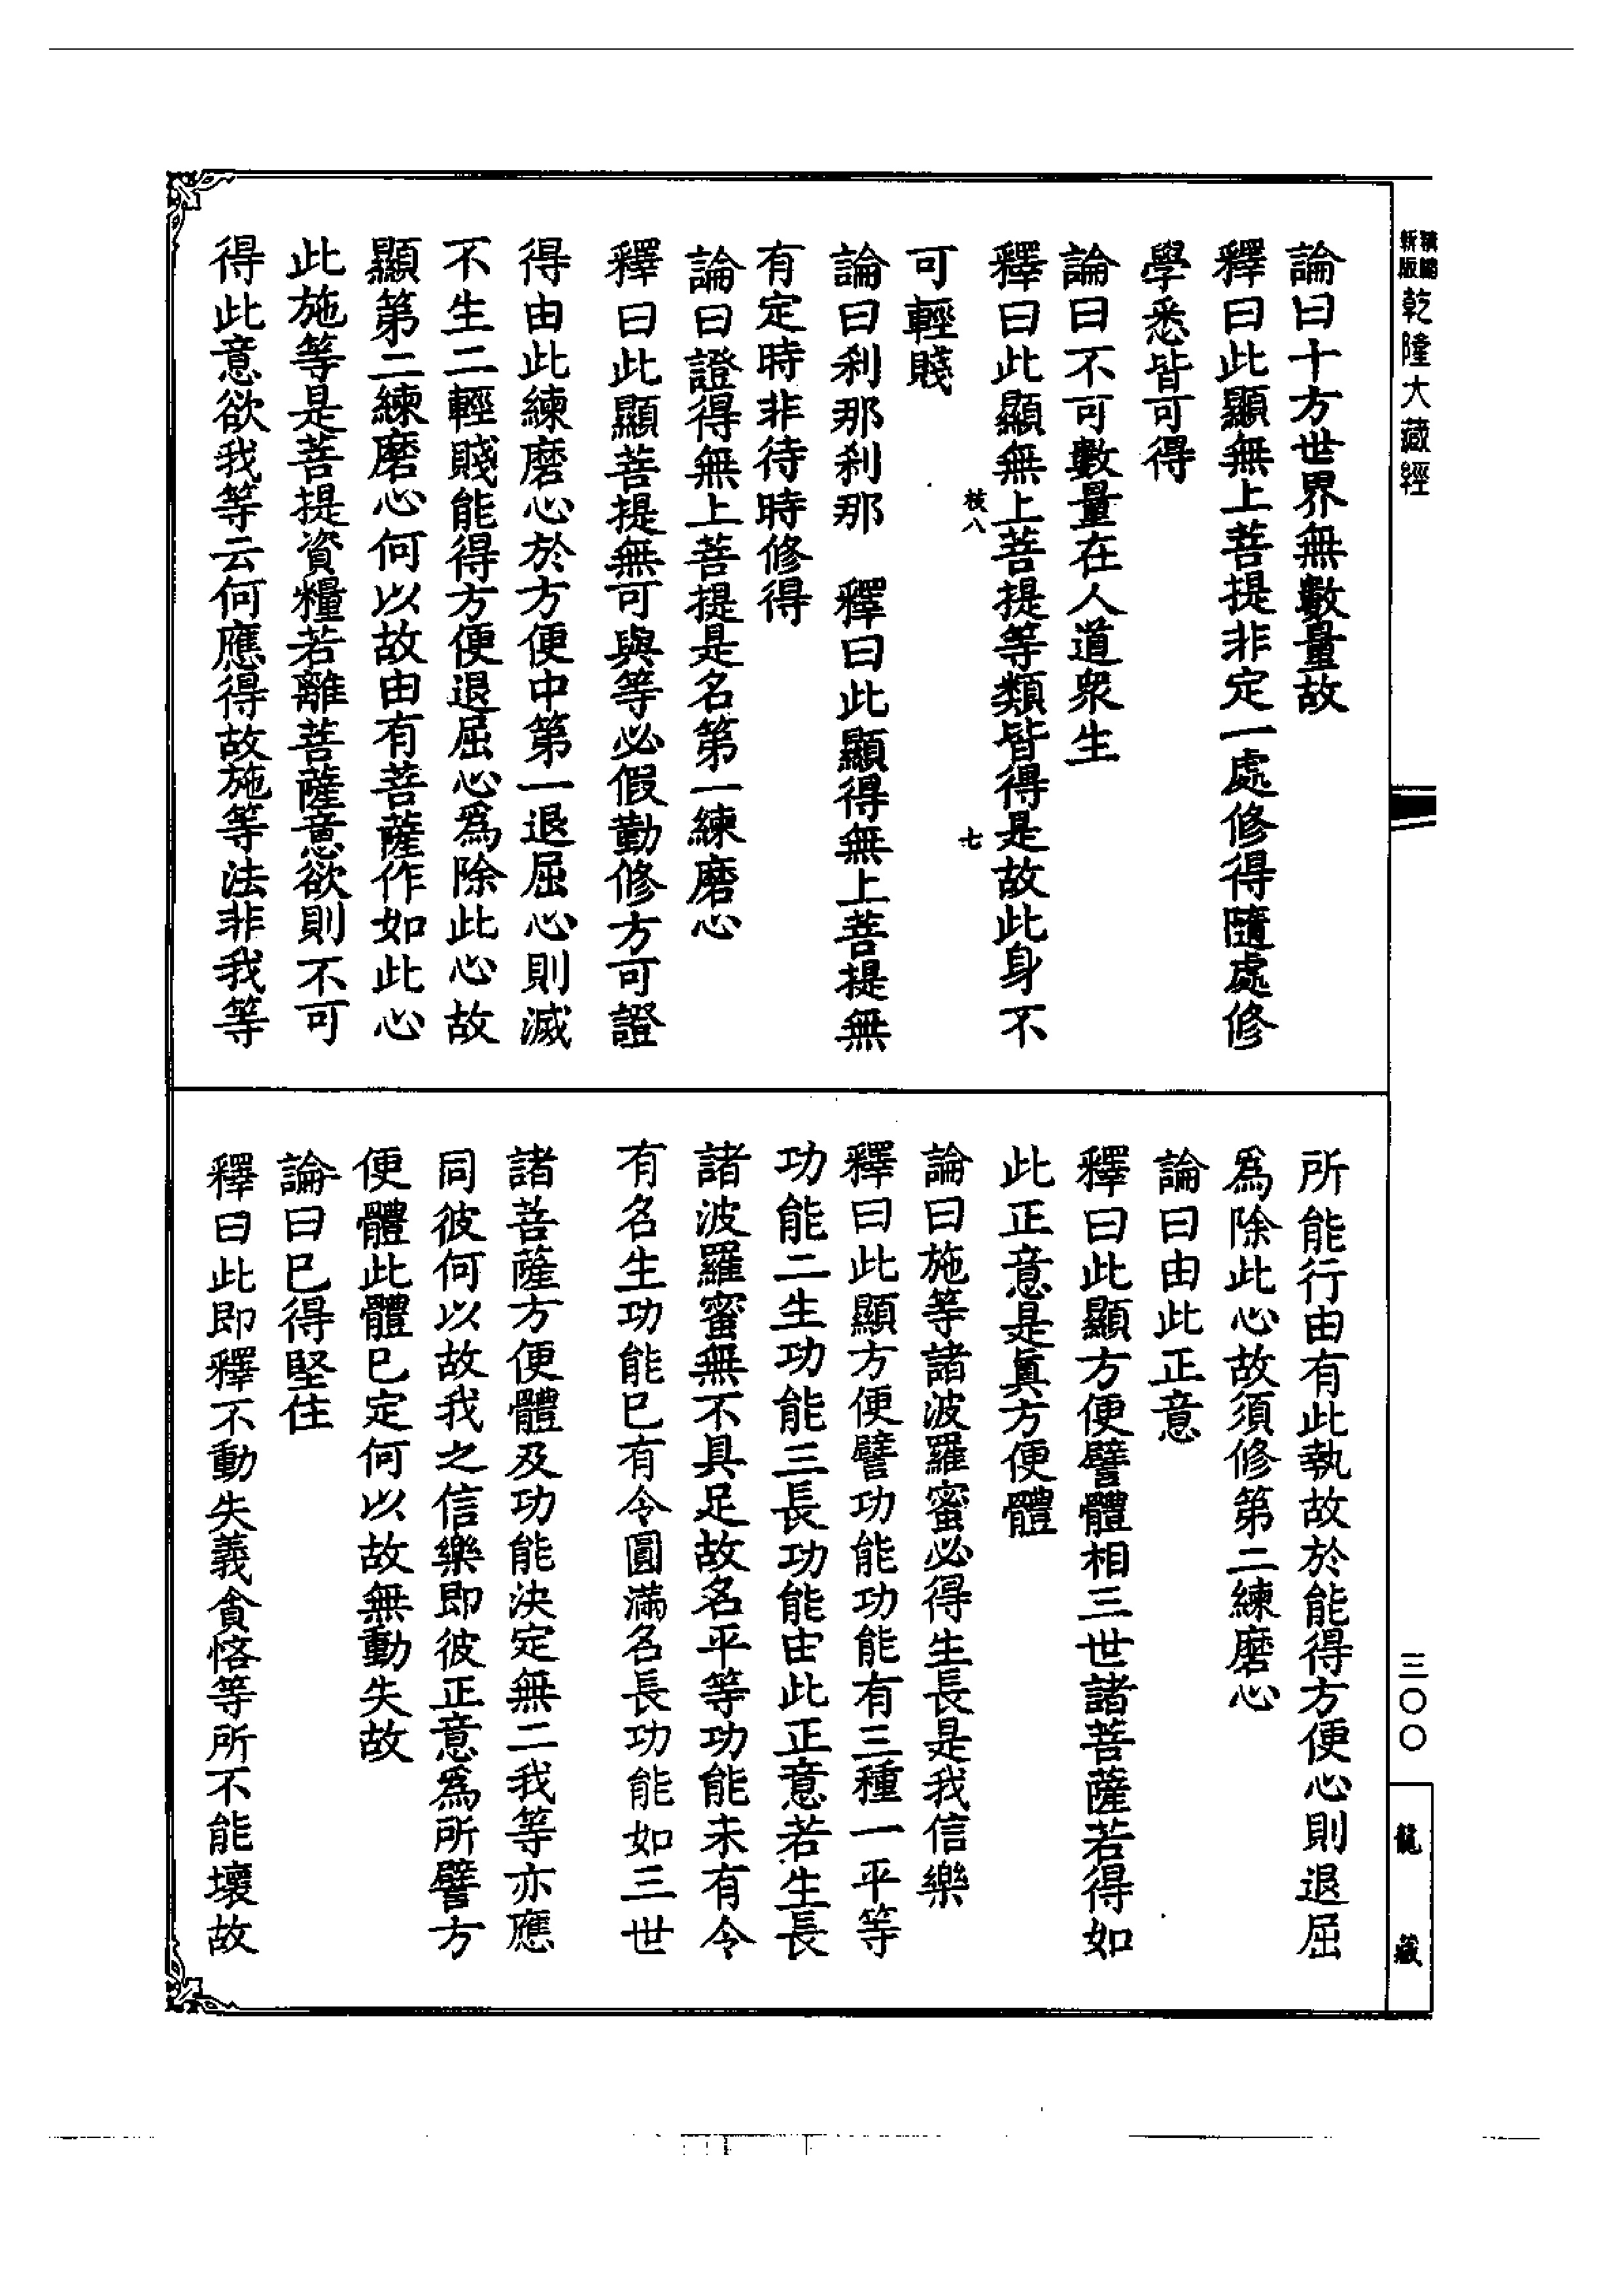 新版
精縮
乾隆大藏經
三〇〇
龍藏
論曰十方世界無數量故
釋曰此顯無上菩提非定一處修得隨處修
學悉皆可得
論曰不可數量在人道眾生
釋曰此顯無上菩提等類皆得是故此身不
枝八
七
可輕賤
論曰刹那刹那 釋曰此顯得無上菩提無
有定時非待時時修得
論曰證得無上菩提是名第一練磨心
釋曰此顯菩提無可與等必假勤修方可證
得由此練磨心於方便中第一退屈心則滅
不生二輕賤能得方便退屈心爲除此心故
顯第二練磨心何以故由有菩薩作如此心
此施等是菩提資糧若離菩薩意欲則不可
得此意欲我等云何應得故施等法非我等
所能行由有此執故於能得方便心則退屈
爲除此心故須修第二練磨心
論曰由此正意
釋曰此顯方便譬體相三世諸菩薩若得如
此正意是眞方便體
論曰施等諸波羅蜜必得生長是我信樂
釋曰此顯方便譬功能功能有三種一平等
功能二生功能三長功能由此正意若生長
諸波羅蜜無不具足故名平等功能未有令
有名生功能已有令圓滿名長功能如三世
諸菩薩方便體及功能決定無二我等亦應
同彼何以故我之信樂即彼正意爲所譬方
便體此體已定何以故無動失故
論曰已得堅住
釋曰此即釋不動失義貪悋等所不能壞故